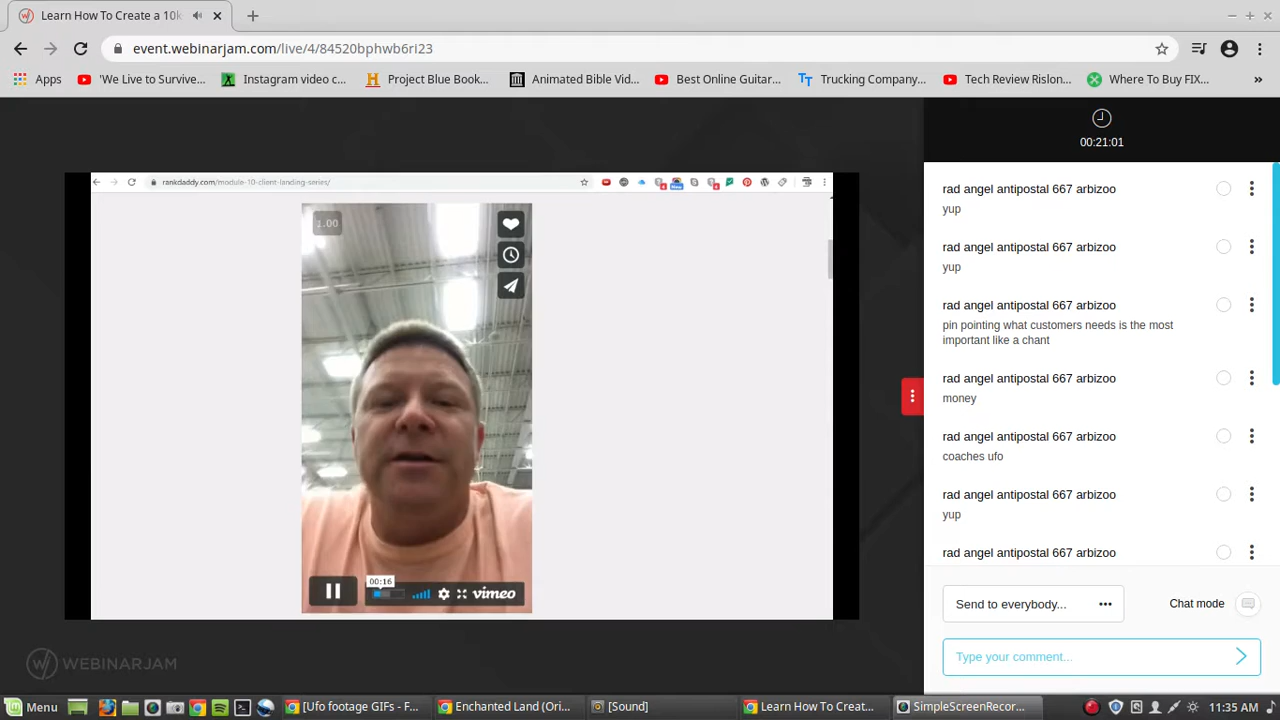 Learn How To Create a 10k
event.webinarjam.com/live/4/84520bphwb6ri23
Apps
'We Live to Survive...
Instagram video c...
Project Blue Book...
Animated Bible Vid...
Best Online Guitar...
Trucking Company...
Tech Review Rislon...
Where To Buy FIX...
»
00:21:01
rankdaddy.com/module-10-client-landing-series/
1.00
00:16
vimeo
WEBINARJAM
rad angel antipostal 667 arbizoo
yup
rad angel antipostal 667 arbizoo
yup
rad angel antipostal 667 arbizoo
pin pointing what customers needs is the most
important like a chant
rad angel antipostal 667 arbizoo
money
rad angel antipostal 667 arbizoo
coaches ufo
rad angel antipostal 667 arbizoo
yup
rad angel antipostal 667 arbizoo
Send to everybody...
Chat mode
Type your comment...
Menu
[Ufo footage GIFs - F...
Enchanted Land (Ori...
[Sound]
Learn How To Creat...
SimpleScreenRecor...
11:35 AM